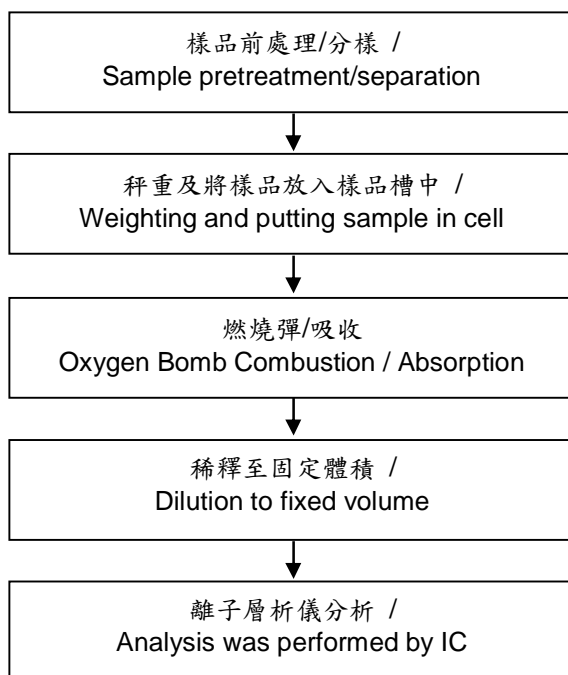 樣品前處理/分樣 /
Sample pretreatment/separation
秤重及將樣品放入樣品槽中 /
Weighting and putting sample in cell
燃燒彈/吸收
Oxygen Bomb Combustion / Absorption
稀釋至固定體積 /
Dilution to fixed volume
離子層析儀分析 /
Analysis was performed by IC